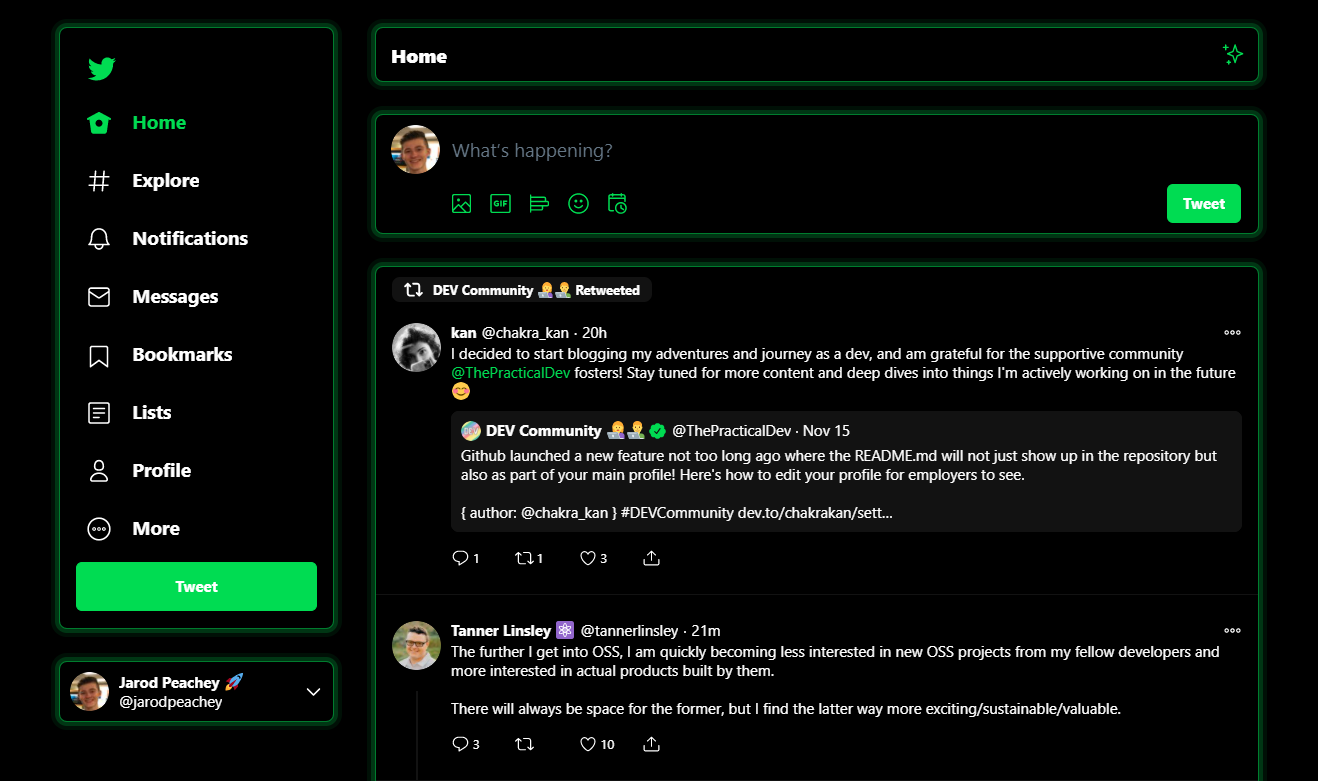 Home
Explore
Notifications
Messages
Bookmarks
Lists
Profile
More
Tweet
Jarod Peachey 🚀
@jarodpeachey
Home
What's happening?
GIF
Tweet
DEV Community 👩‍💻👨‍💻 Retweeted
kan @chakra_kan · 20h
I decided to start blogging my adventures and journey as a dev, and am grateful for the supportive community
@ThePracticalDev fosters! Stay tuned for more content and deep dives into things I'm actively working on in the future
😊
DEV DEV Community 👩‍💻👨‍💻 @ThePracticalDev · Nov 15
Github launched a new feature not too long ago where the README.md will not just show up in the repository but
also as part of your main profile! Here's how to edit your profile for employers to see.
{ author: @chakra_kan } #DEVCommunity dev.to/chakrakan/sett...
1 1 3
Tanner Linsley ⚛ @tannerlinsley · 21m
The further I get into OSS, I am quickly becoming less interested in new OSS projects from my fellow developers and
more interested in actual products built by them.
There will always be space for the former, but I find the latter way more exciting/sustainable/valuable.
3 10